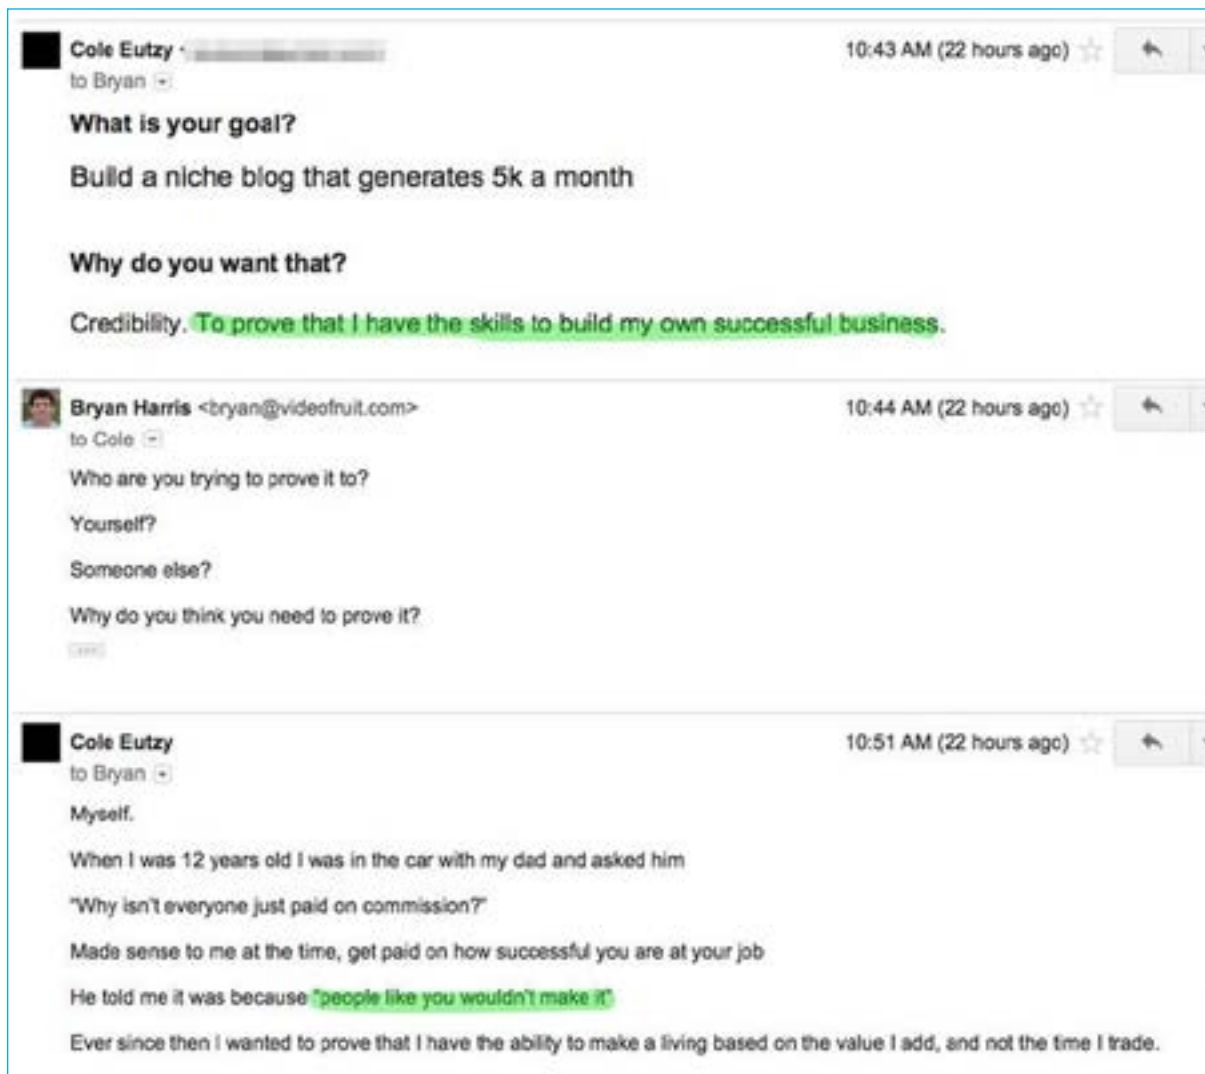 Cole Eutzy
10:43 AM (22 hours ago)
to Bryan
What is your goal?
Build a niche blog that generates 5k a month
Why do you want that?
Credibility. To prove that I have the skills to build my own successful business.
Bryan Harris <bryan@videofruit.com>
10:44 AM (22 hours ago)
to Cole
Who are you trying to prove it to?
Yourself?
Someone else?
Why do you think you need to prove it?
Cole Eutzy
10:51 AM (22 hours ago)
to Bryan
Myself.
When I was 12 years old I was in the car with my dad and asked him
"Why isn't everyone just paid on commission?"
Made sense to me at the time, get paid on how successful you are at your job
He told me it was because "people like you wouldn't make it"
Ever since then I wanted to prove that I have the ability to make a living based on the value I add, and not the time I trade.